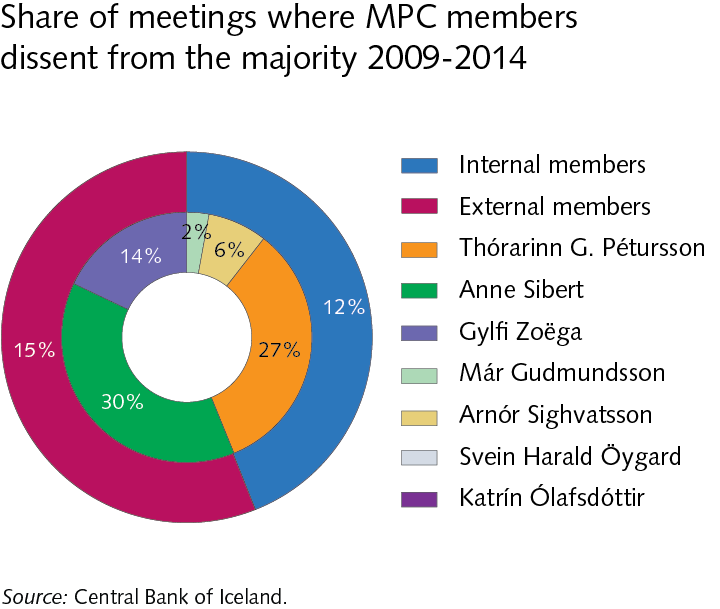 Share of meetings where MPC members
dissent from the majority 2009-2014
2%
6%
14%
12%
15%
27%
30%
Internal members
External members
Thórarinn G. Pétursson
Anne Sibert
Gylfi Zoëga
Már Gudmundsson
Arnór Sighvatsson
Svein Harald Öygard
Katrín Ólafsdóttir
Source: Central Bank of Iceland.